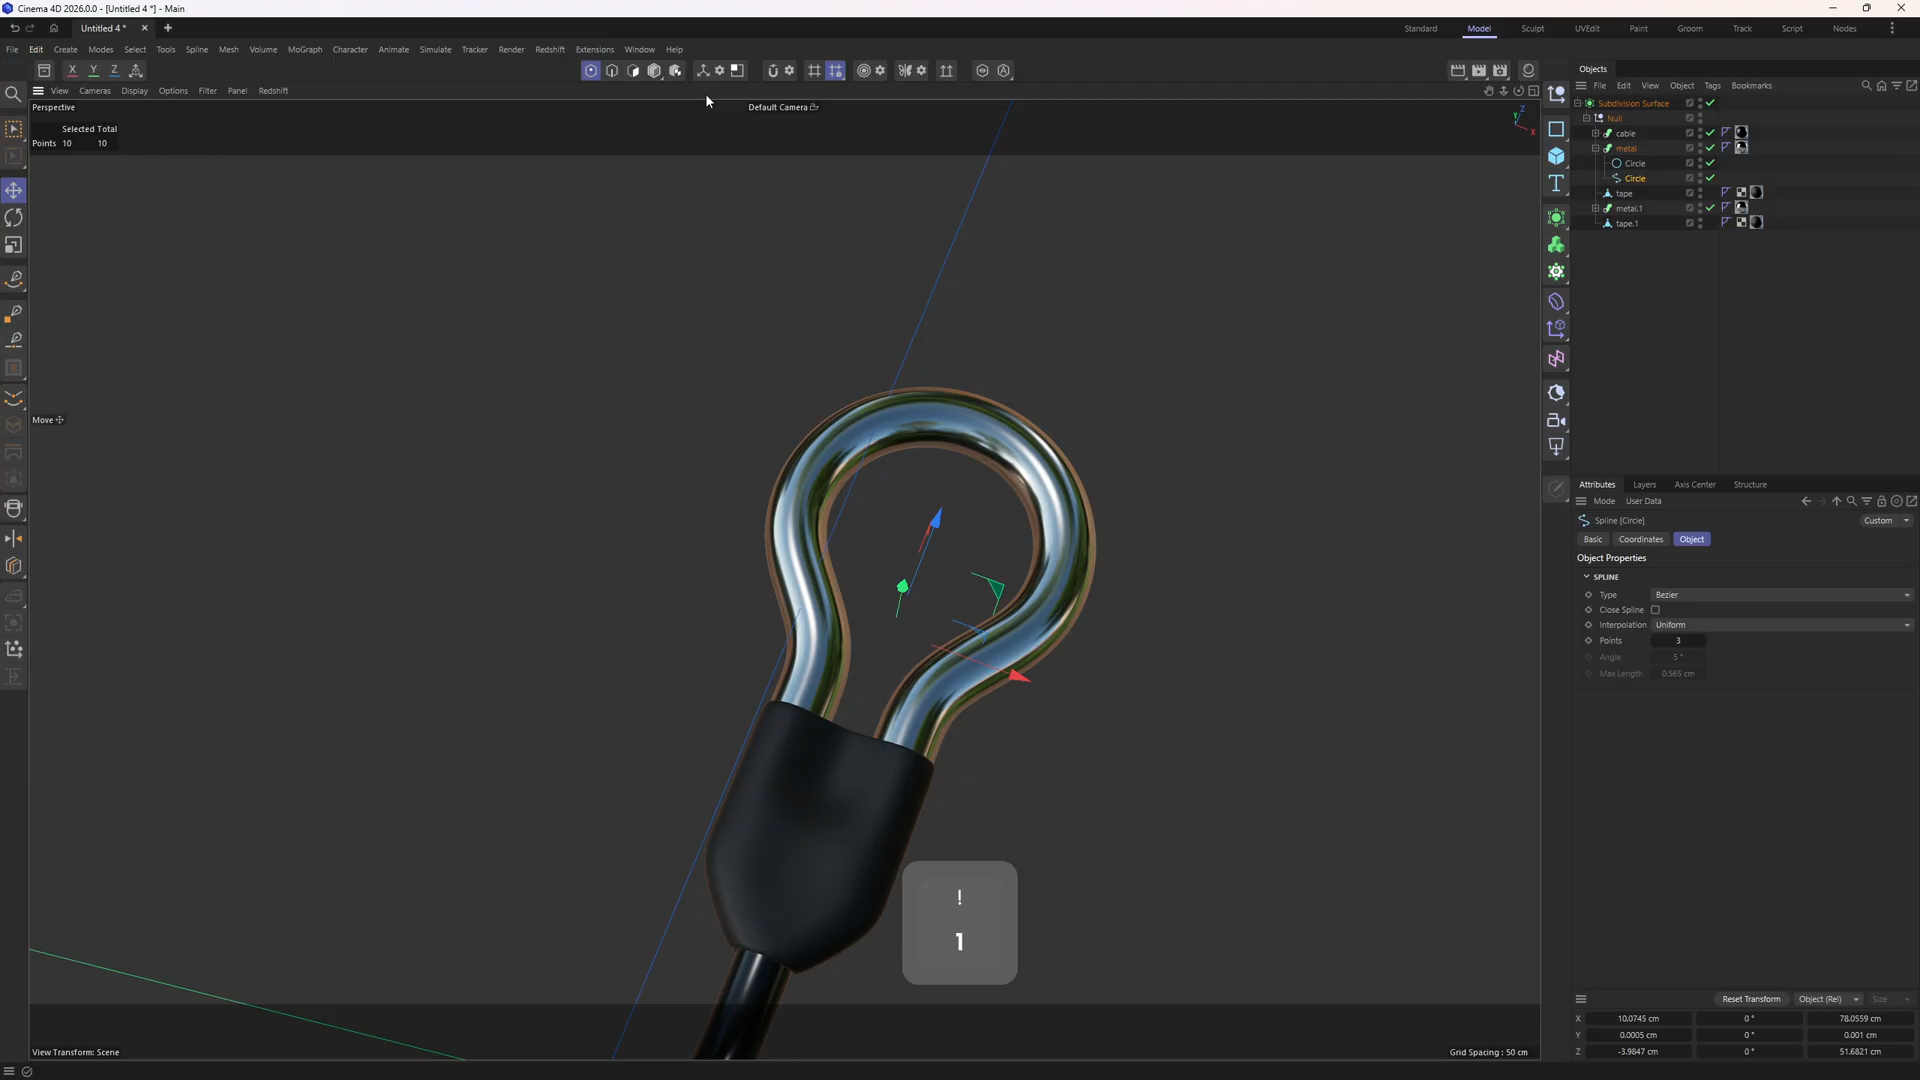 Cinema 4D 2026.0.0 - [Untitled 4 *] - Main
Untitled 4 *
Standard
Model
Sculpt
UVEdit
Paint
Groom
Track
Script
Nodes
File Edit Create Modes Select Tools Spline Mesh Volume MoGraph Character Animate Simulate Tracker Render Redshift Extensions Window Help
X Y Z
View Cameras Display Options Filter Panel Redshift
Perspective
Default Camera
Selected Total
Points 10 10
Move
!
1
View Transform: Scene
Grid Spacing : 50 cm
Objects
File Edit View Object Tags Bookmarks
Subdivision Surface
Null
cable
metal
Circle
Circle
tape
metal.1
tape.1
Attributes Layers Axis Center Structure
Mode User Data
Spline [Circle]
Custom
Basic Coordinates Object
Object Properties
SPLINE
Type Bezier
Close Spline
Interpolation Uniform
Points 3
Angle 5 °
Max Length 0.565 cm
Reset Transform Object (Rel) Size
X 10.0745 cm 0 ° 78.0559 cm
Y 0.0005 cm 0 ° 0.001 cm
Z -3.9847 cm 0 ° 51.6821 cm